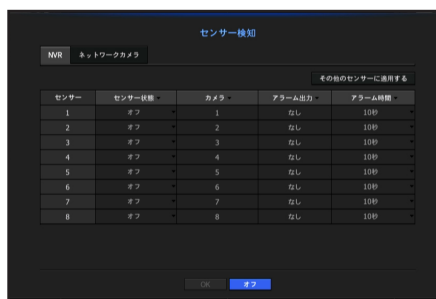 センサー検知
NVR ネットワークカメラ
その他のセンサーに適用する
センサー センサー状態 カメラ アラーム出力 アラーム時間
1 オフ 1 なし 10秒
2 オフ 2 なし 10秒
3 オフ 3 なし 10秒
4 オフ 4 なし 10秒
5 オフ 5 なし 10秒
6 オフ 6 なし 10秒
7 オフ 7 なし 10秒
8 オフ 8 なし 10秒
OK オフ